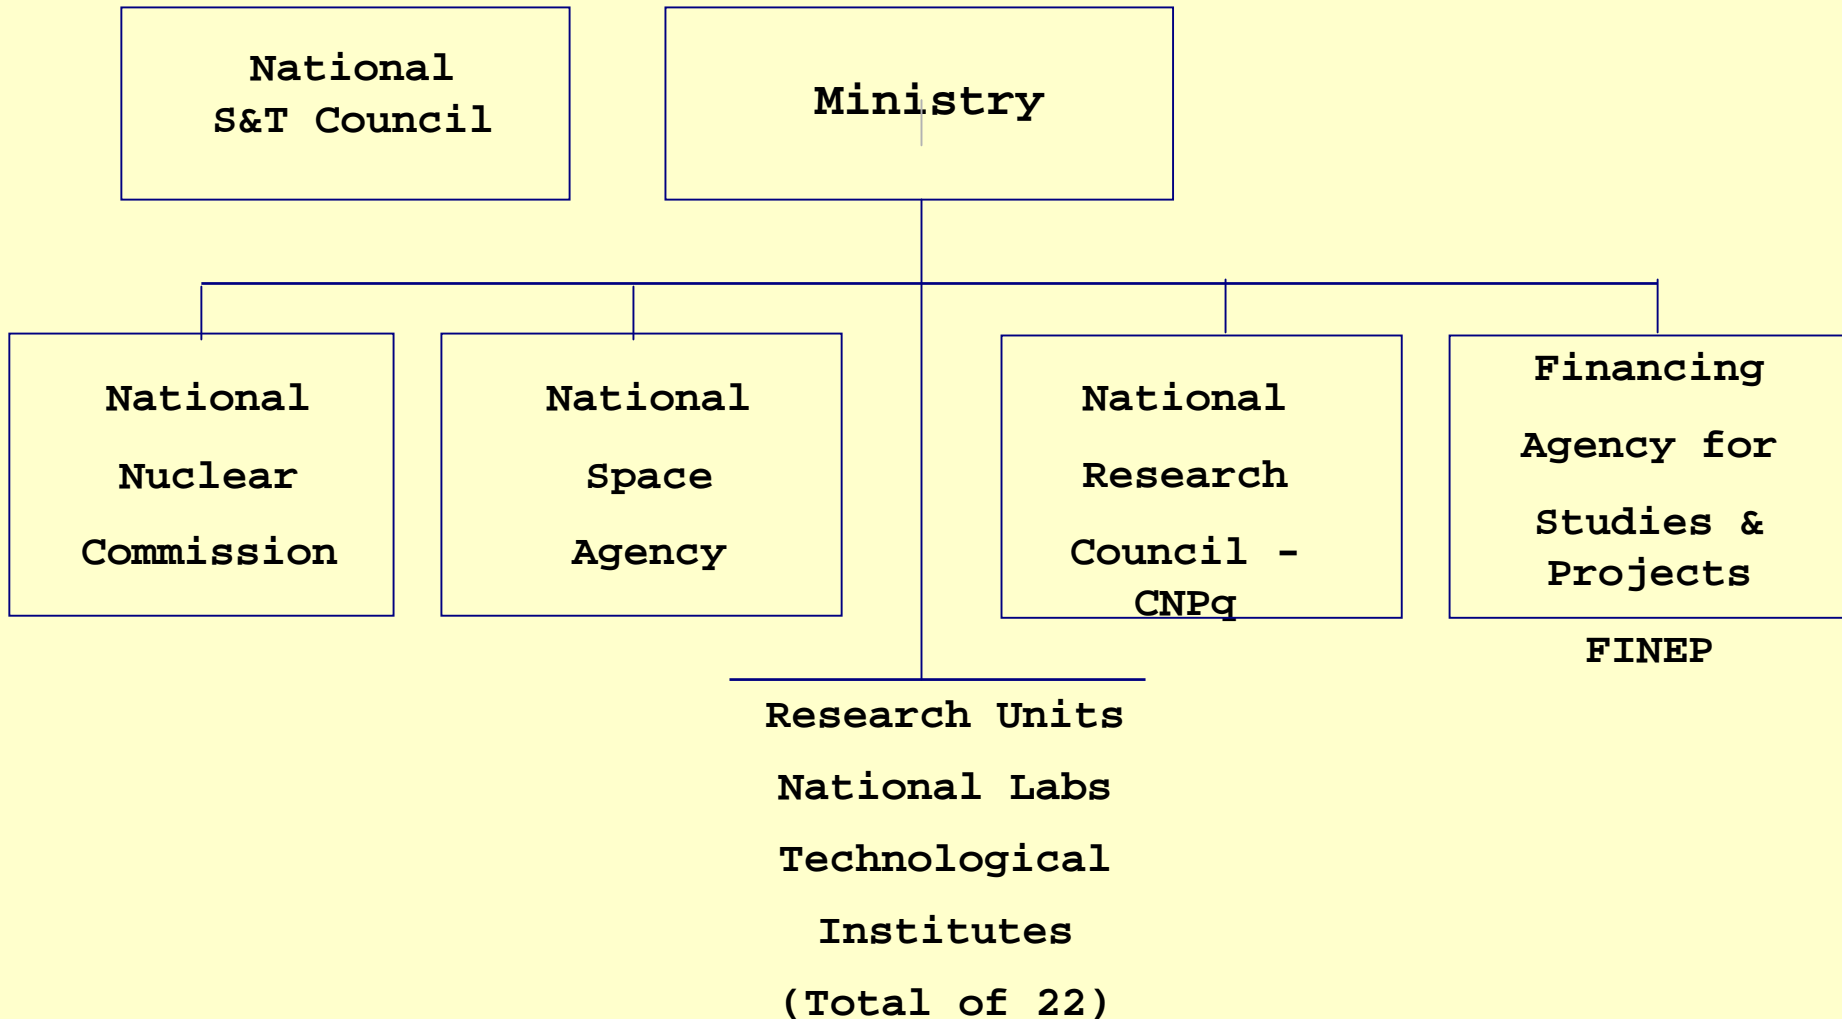 National
S&T Council
Ministry
National
Nuclear
Commission
National
Space
Agency
National
Research
Council -
CNPq
Financing
Agency for
Studies &
Projects
FINEP
Research Units
National Labs
Technological
Institutes
(Total of 22)